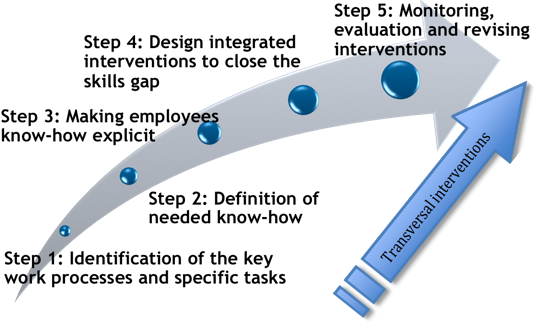 Step 5: Monitoring,
evaluation and revising
interventions
Step 4: Design integrated
interventions to close the
skills gap
Step 3: Making employees
know-how explicit
Step 2: Definition of
needed know-how
Step 1: Identification of the key
work processes and specific tasks
Transversal interventions